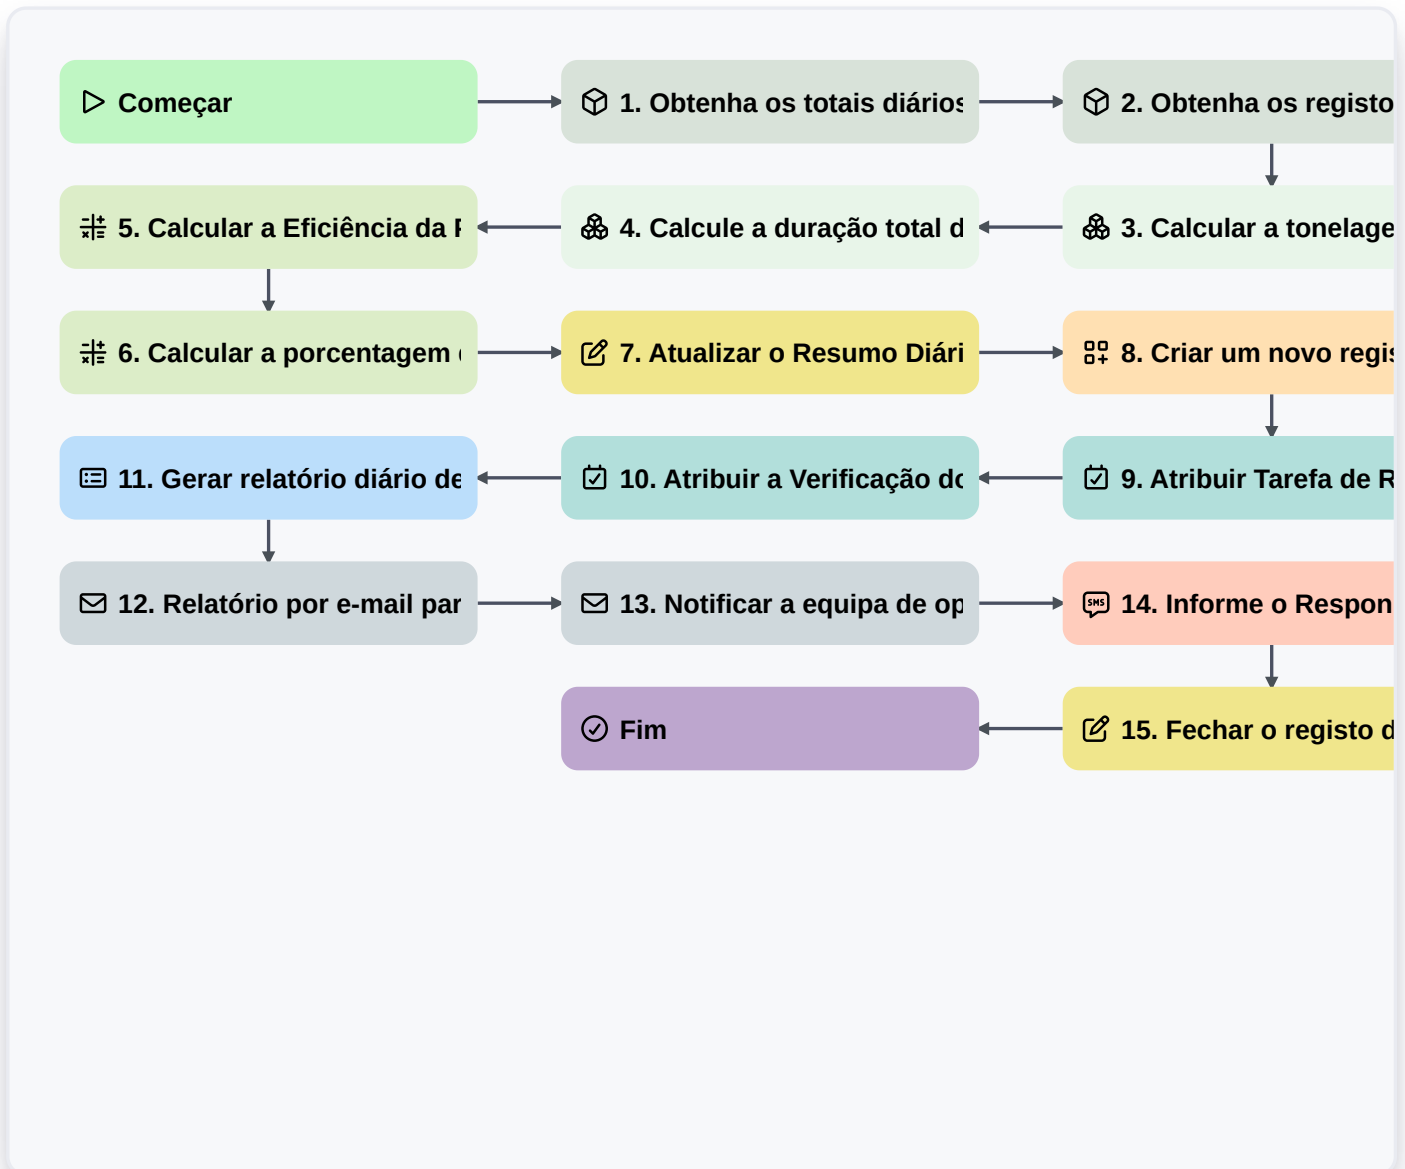 Começar
1. Obtenha os totais diários
2. Obtenha os registo
5. Calcular a Eficiência da
4. Calcule a duração total d
3. Calcular a tonelage
6. Calcular a porcentagem
7. Atualizar o Resumo Diári
8. Criar um novo regis
11. Gerar relatório diário de
10. Atribuir a Verificação do
9. Atribuir Tarefa de R
12. Relatório por e-mail par
13. Notificar a equipa de op
SMS
14. Informe o Respon
Fim
15. Fechar o registo d